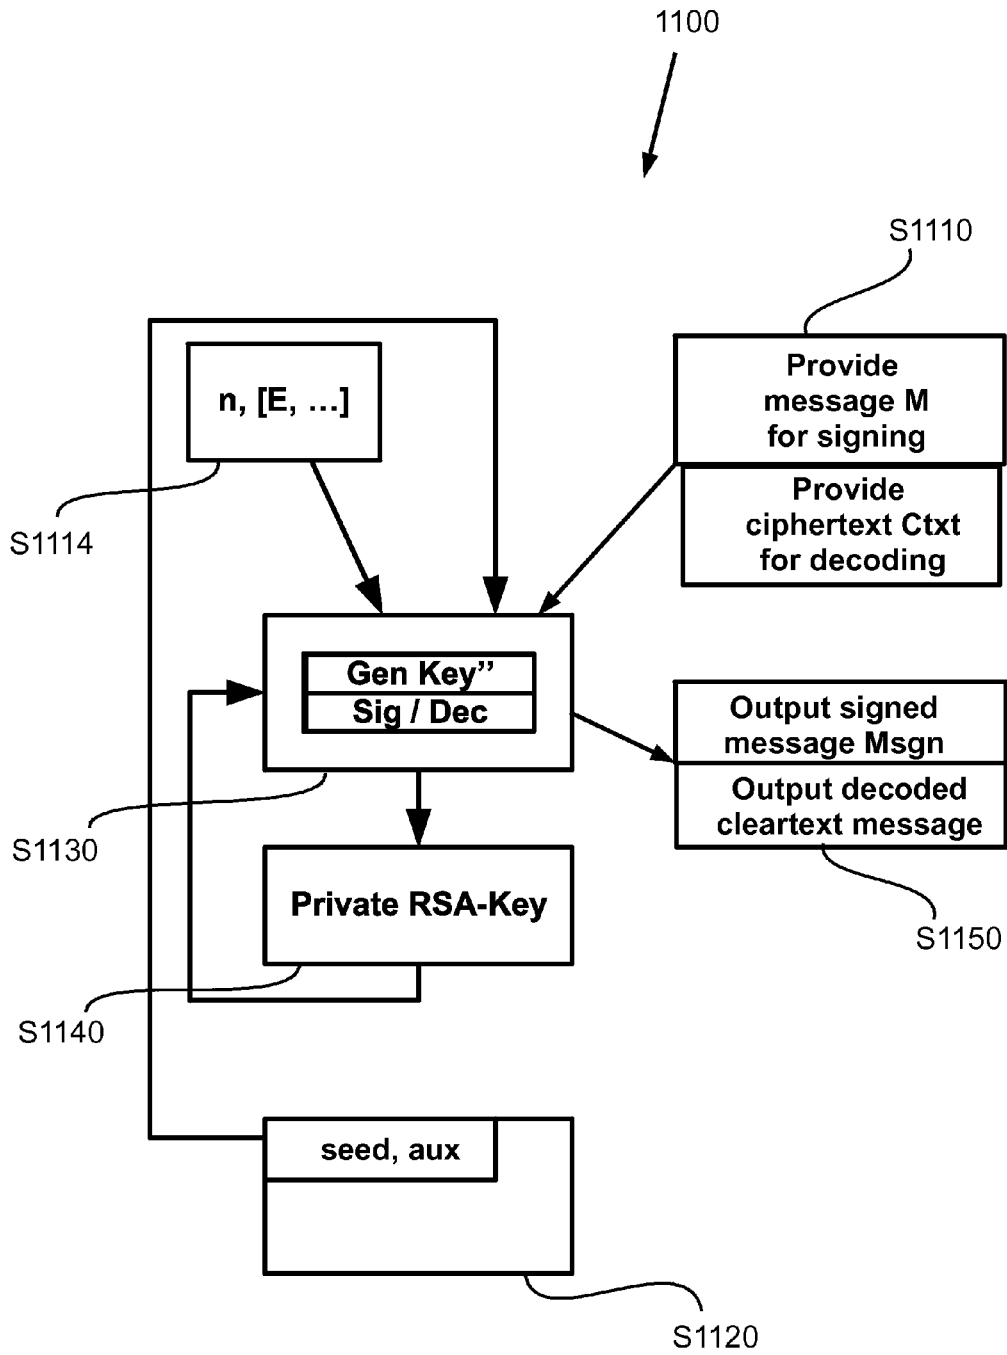 1100
S1110
Provide
message M
for signing
n, [E, ...]
Provide
ciphertext Ctxt
for decoding
S1114
Gen Key”
Sig / Dec
Output signed
message Msgn
Output decoded
cleartext message
S1130
Private RSA-Key
S1150
S1140
seed, aux
S1120